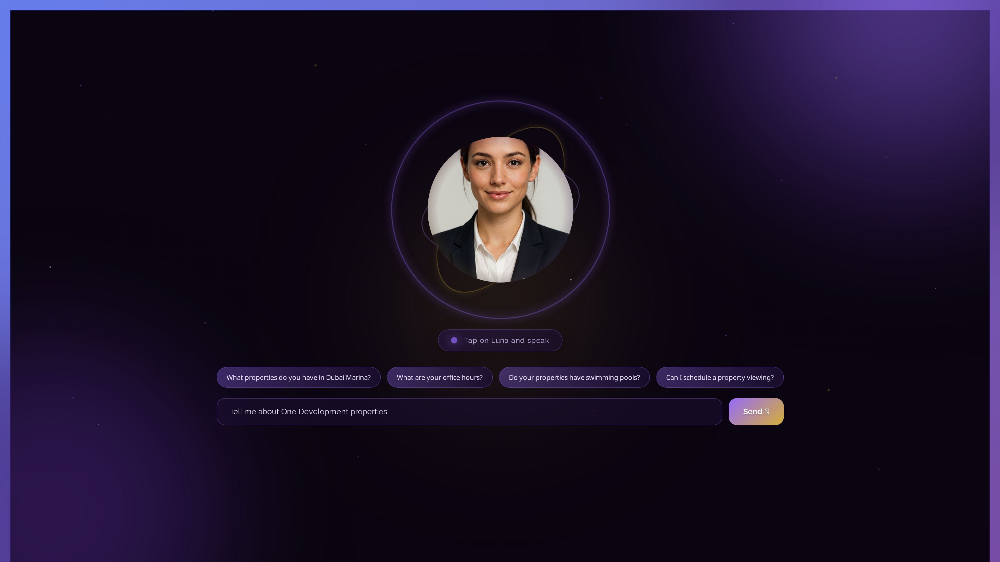 Tap on Luna and speak
What properties do you have in Dubai Marina?
What are your office hours?
Do your properties have swimming pools?
Can I schedule a property viewing?
Tell me about One Development properties
Send